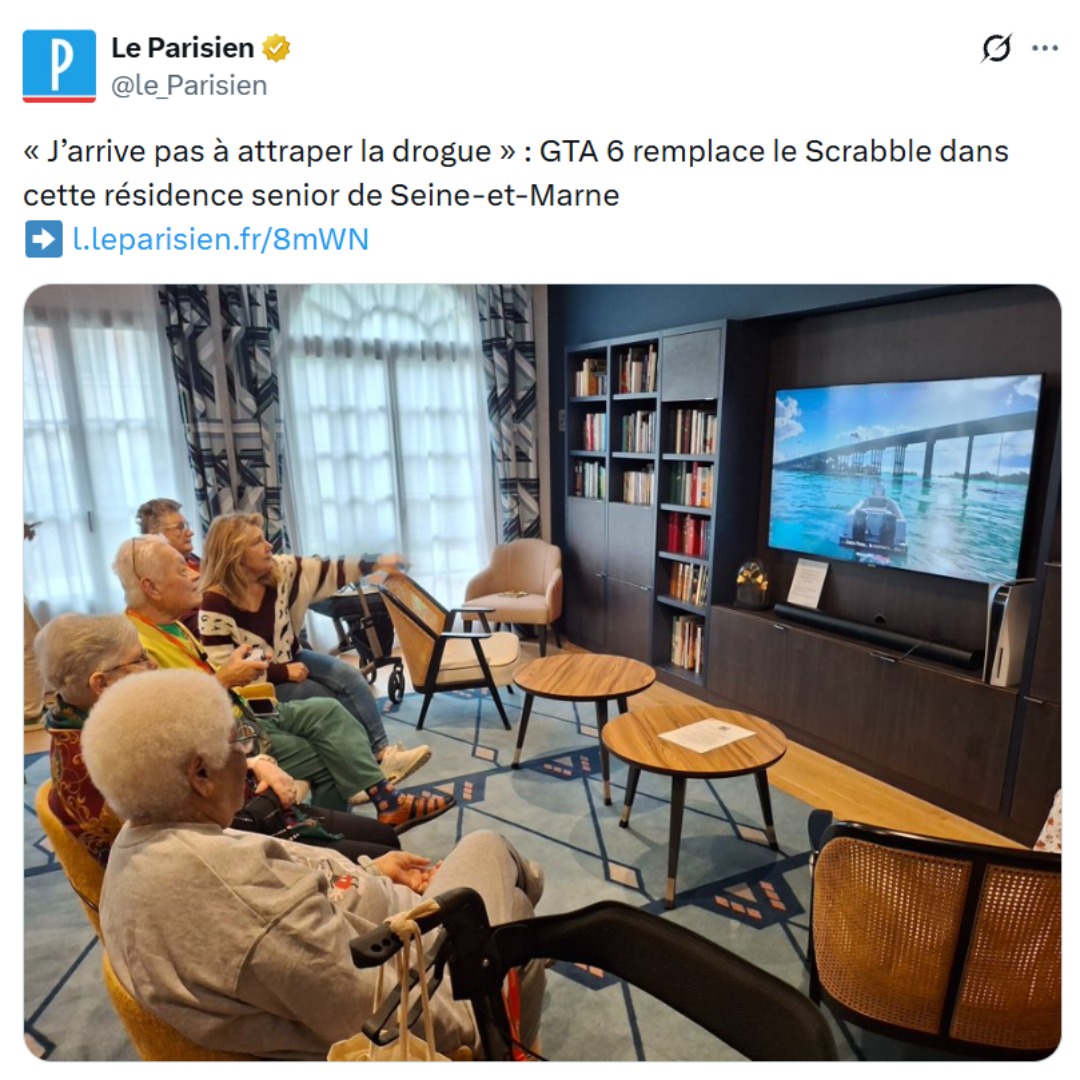 Le Parisien
@le_Parisien
« J’arrive pas à attraper la drogue » : GTA 6 remplace le Scrabble dans
cette résidence senior de Seine-et-Marne
l.leparisien.fr/8mWN